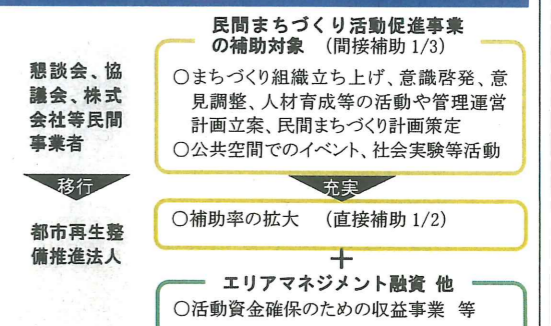 民間まちづくり活動促進事業
の補助対象 (間接補助 1/3)
懇談会、協
議会、株式
会社等民間
事業者
○まちづくり組織立ち上げ、意識啓発、意
見調整、人材育成等の活動や管理運営
計画立案、民間まちづくり計画策定
○公共空間でのイベント、社会実験等活動
移行
充実
都市再生整
備推進法人
○補助率の拡大 (直接補助 1/2)
+
エリアマネジメント融資 他
○活動資金確保のための収益事業 等